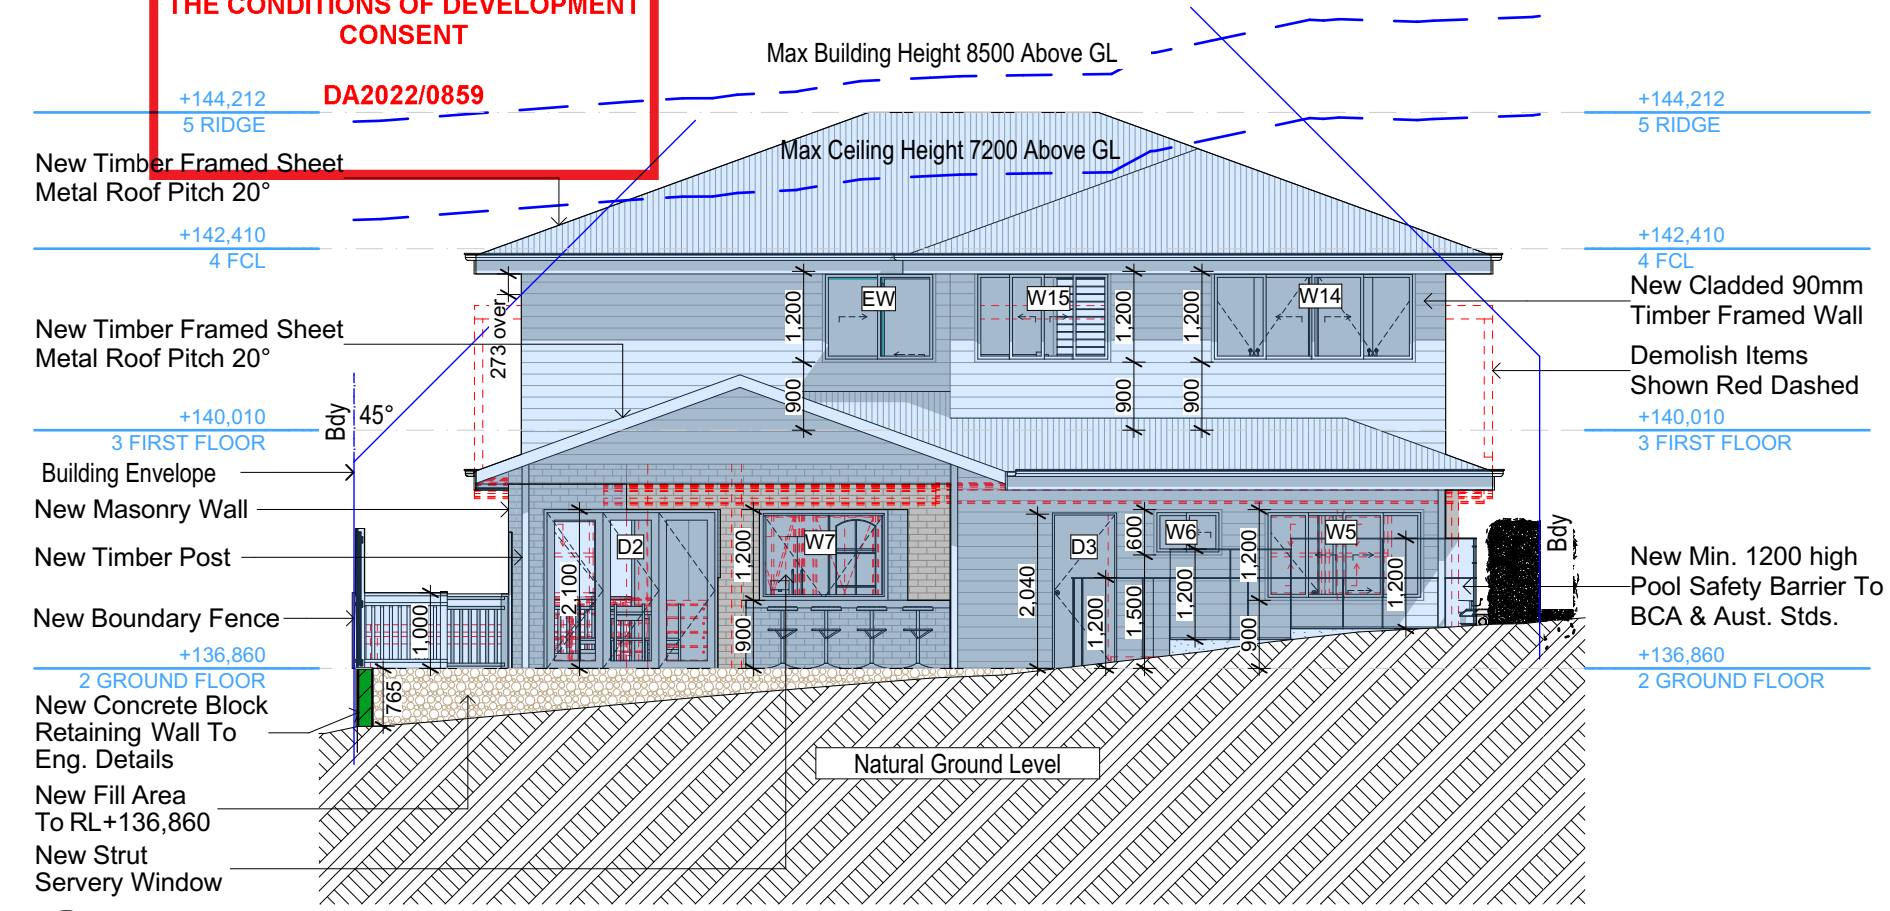 THE CONDITIONS OF DEVELOPMENT
CONSENT
DA2022/0859
Max Building Height 8500 Above GL
Max Ceiling Height 7200 Above GL
+144,212
5 RIDGE
New Timber Framed Sheet
Metal Roof Pitch 20°
+142,410
4 FCL
New Timber Framed Sheet
Metal Roof Pitch 20°
+140,010
3 FIRST FLOOR
Building Envelope
New Masonry Wall
New Timber Post
New Boundary Fence
+136,860
2 GROUND FLOOR
New Concrete Block
Retaining Wall To
Eng. Details
New Fill Area
To RL+136,860
New Strut
Servery Window
Bdy
45°
273 over
1,200
900
EW
W15
1,200
900
1,200
900
W14
D2
2,100
1,200
900
W7
2,040
D3
1,200
600
1,500
W6
1,200
1,200
900
W5
1,200
1,000
765
Natural Ground Level
+144,212
5 RIDGE
+142,410
4 FCL
New Cladded 90mm
Timber Framed Wall
Demolish Items
Shown Red Dashed
+140,010
3 FIRST FLOOR
Bdy
New Min. 1200 high
Pool Safety Barrier To
BCA & Aust. Stds.
+136,860
2 GROUND FLOOR